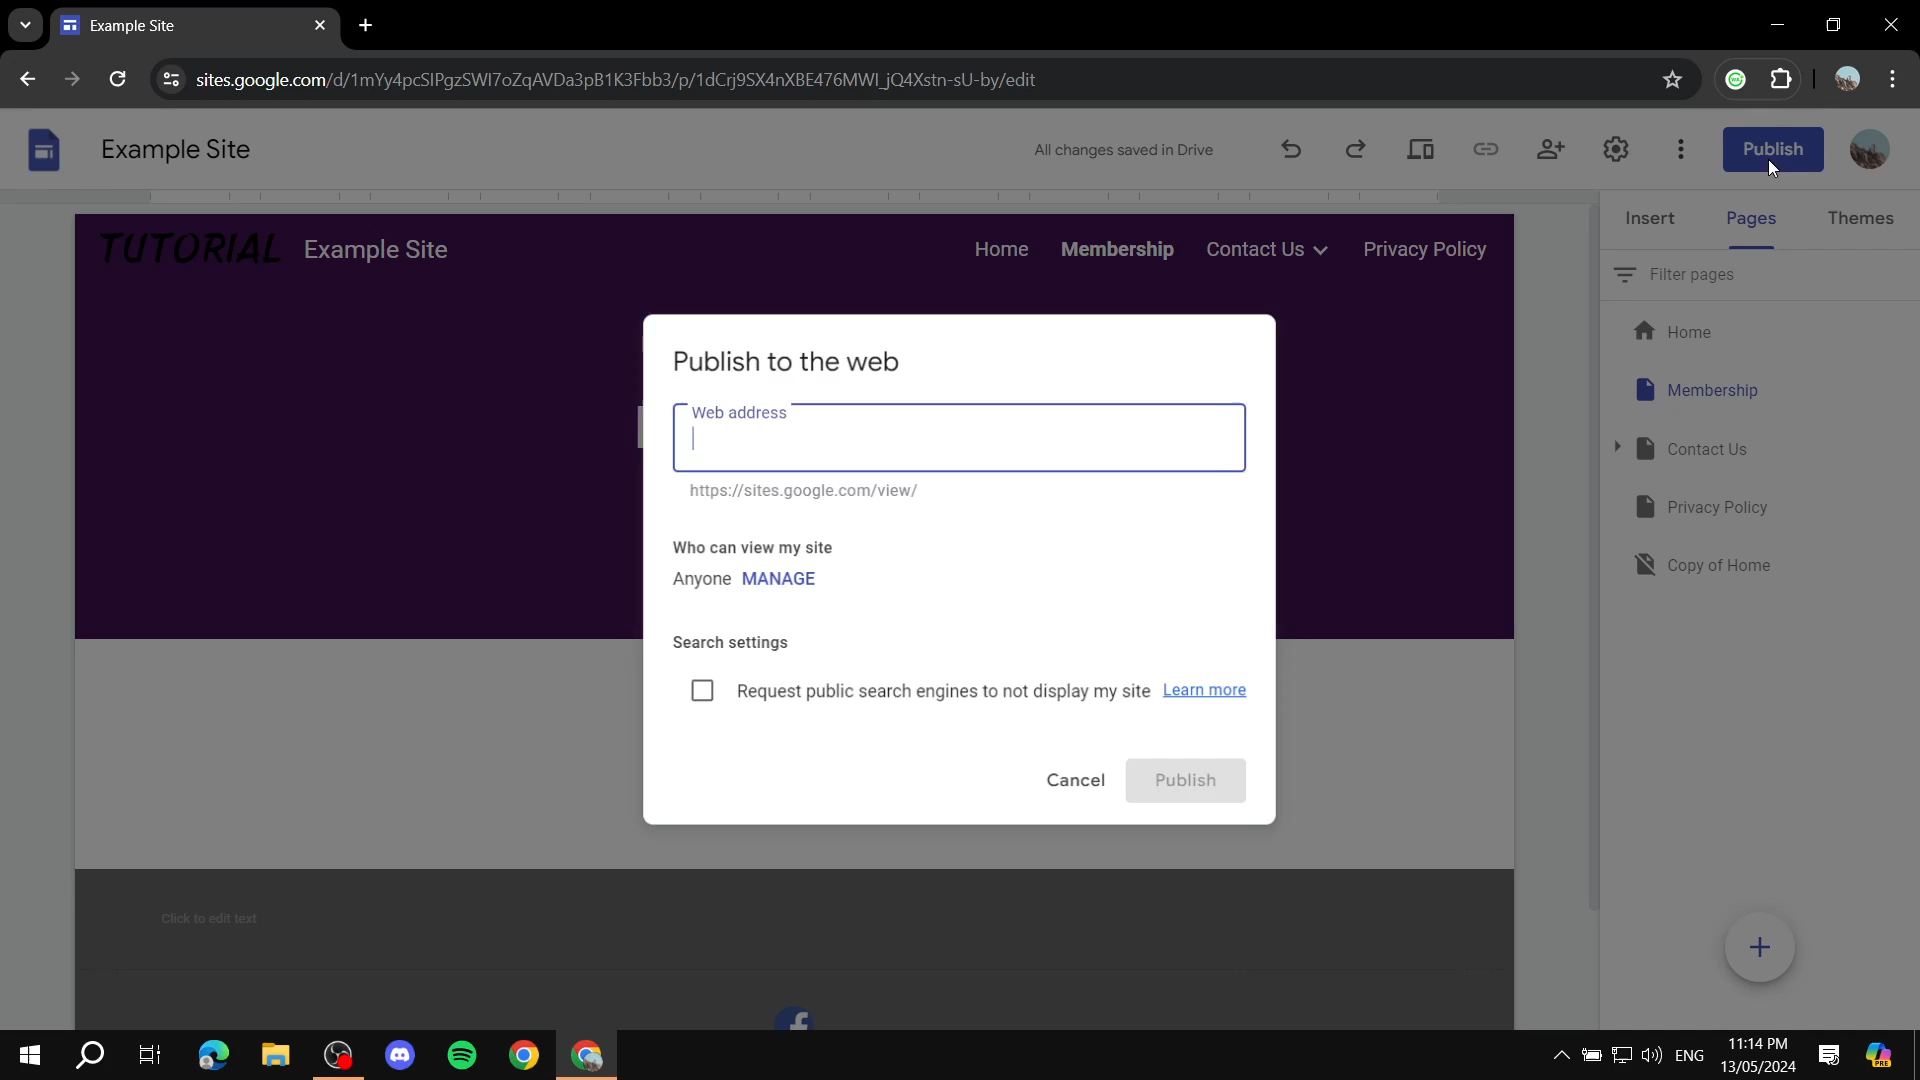 Example Site
sites.google.com/d/1mYy4pcSIPgzSWI7oZqAVDa3pB1K3Fbb3/p/1dCrj9SX4nXBE476MWI_jQ4Xstn-sU-by/edit
Example Site
All changes saved in Drive
Publish
Insert
Pages
Themes
TUTORIAL
Example Site
Home
Membership
Contact Us
Privacy Policy
Filter pages
Home
Membership
Contact Us
Privacy Policy
Copy of Home
Publish to the web
Web address
https://sites.google.com/view/
Who can view my site
Anyone MANAGE
Search settings
Request public search engines to not display my site Learn more
Cancel
Publish
Click to edit text
ENG
11:14 PM
13/05/2024
PRE